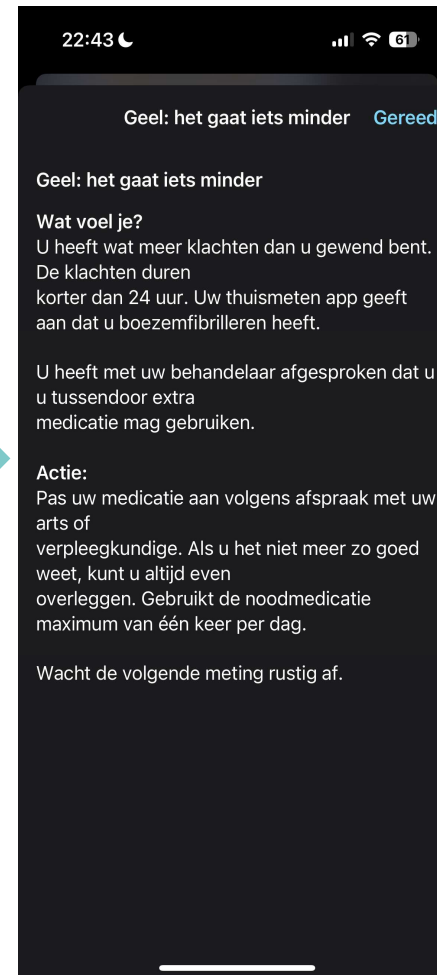 22:43
61
Geel: het gaat iets minder Gereed
Geel: het gaat iets minder
Wat voel je?
U heeft wat meer klachten dan u gewend bent.
De klachten duren
korter dan 24 uur. Uw thuismeten app geeft
aan dat u boezemfibrilleren heeft.
U heeft met uw behandelaar afgesproken dat u
u tussendoor extra
medicatie mag gebruiken.
Actie:
Pas uw medicatie aan volgens afspraak met uw
arts of
verpleegkundige. Als u het niet meer zo goed
weet, kunt u altijd even
overleggen. Gebruikt de noodmedicatie
maximum van één keer per dag.
Wacht de volgende meting rustig af.